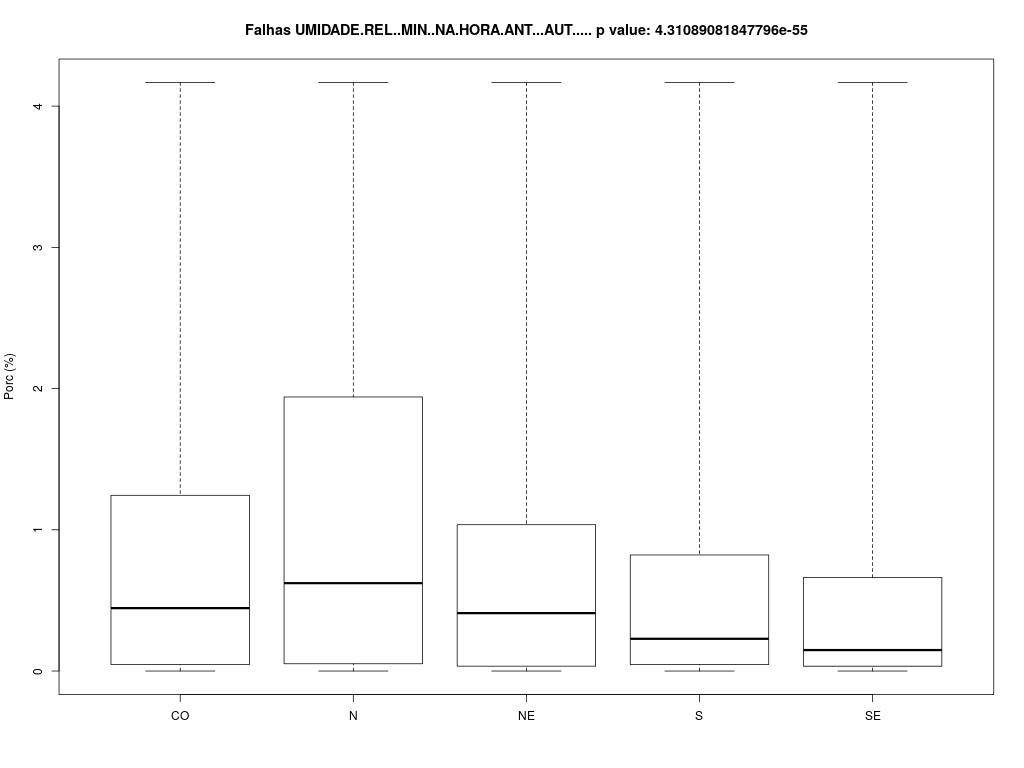 Falhas UMIDADE.REL..MIN..NA.HORA.ANT...AUT..... p value: 4.31089081847796e-55
Porc (%)
4
3
2
1
0
CO N NE S SE